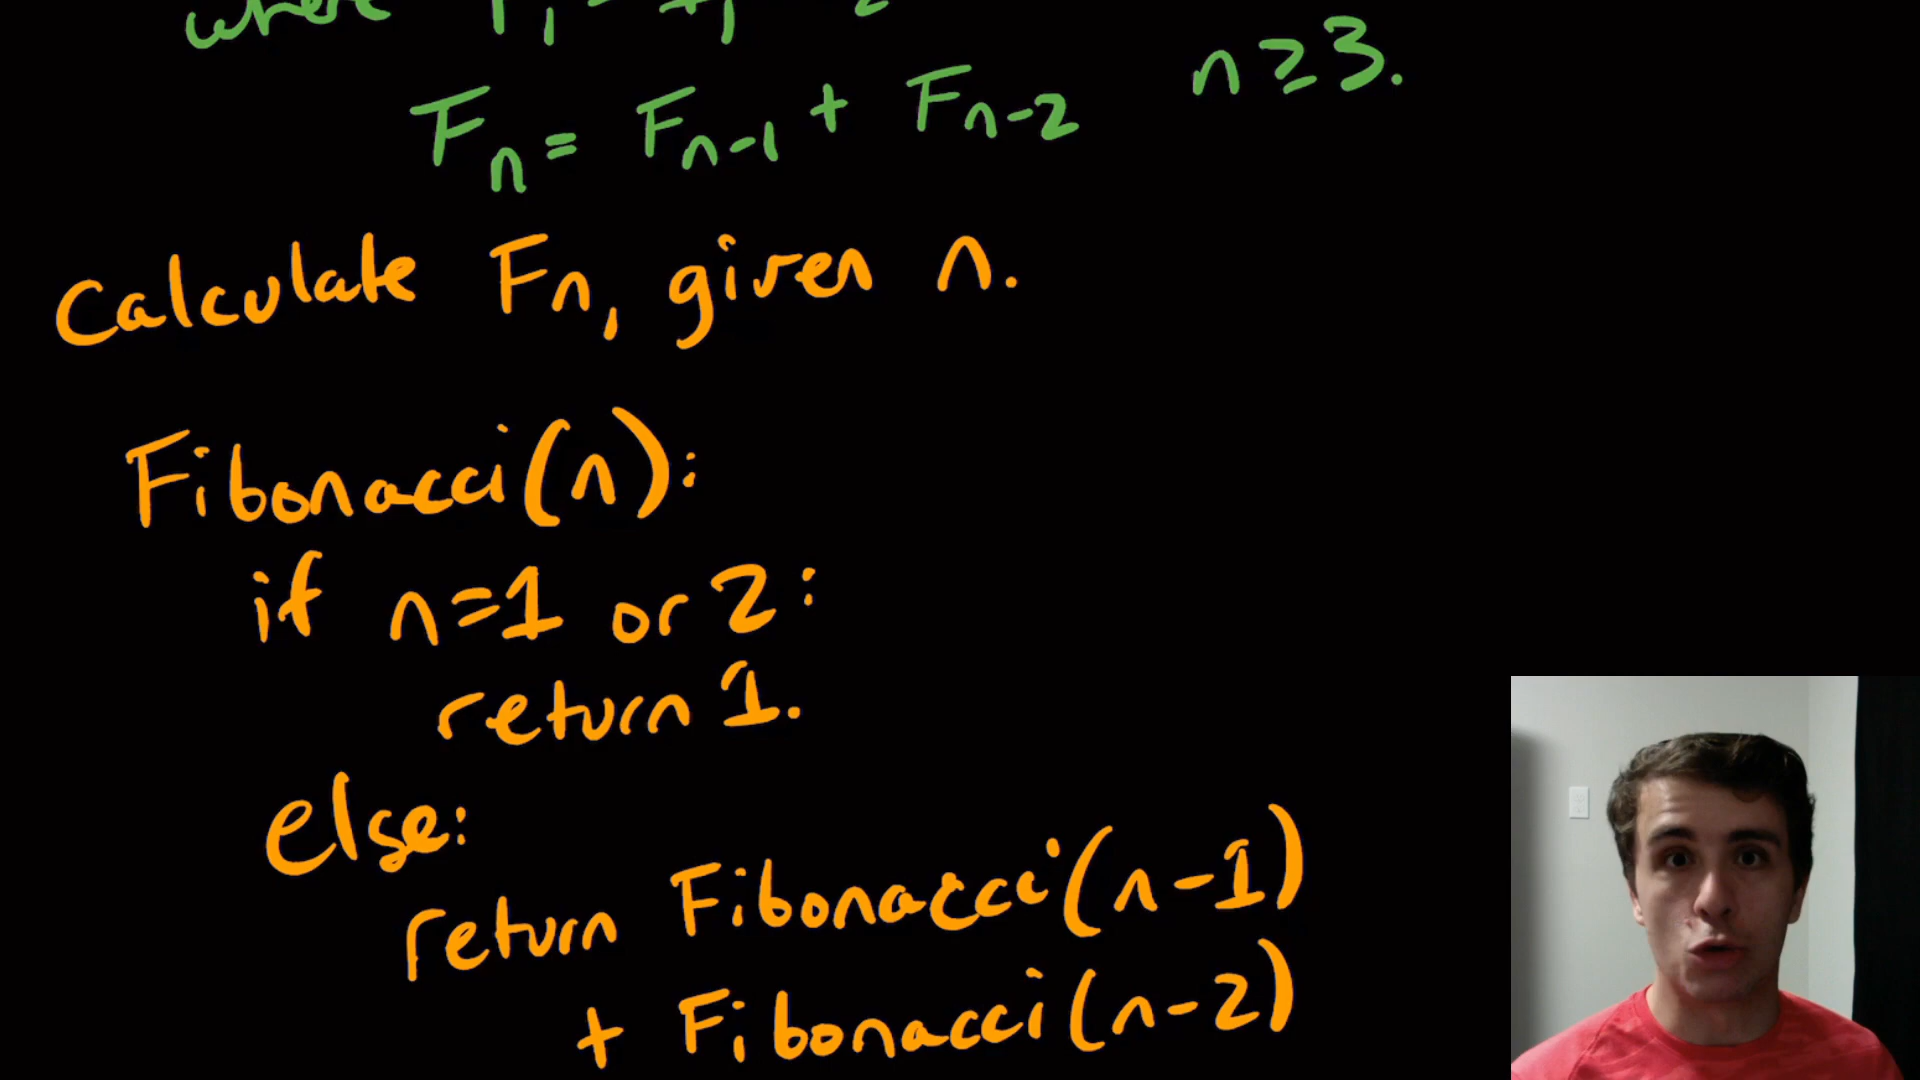 where
Fn = Fn-1 + Fn-2 n≥3.
Calculate Fn, given n.
Fibonacci(n):
if n=1 or 2:
return 1.
else:
return Fibonacci(n-1)
+ Fibonacci(n-2)